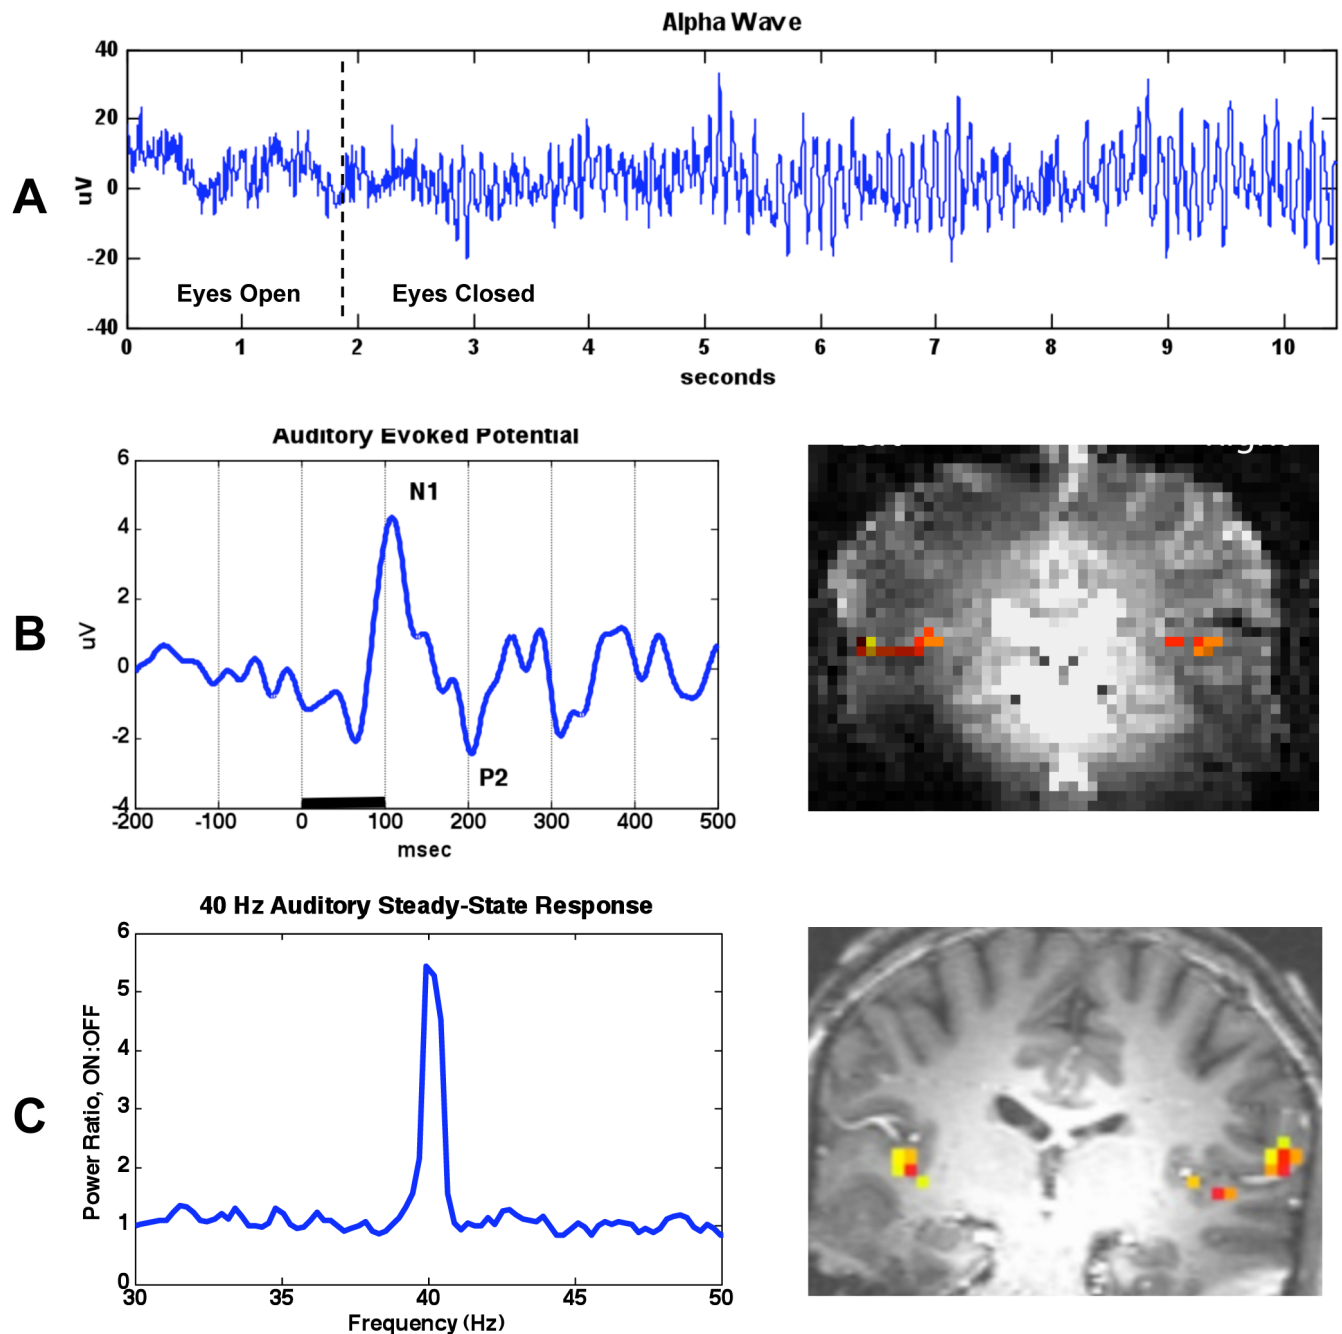 Alpha Wave
A
uV
40
20
0
-20
-40
Eyes Open
Eyes Closed
0 1 2 3 4 5 6 7 8 9 10
seconds
B
Auditory Evoked Potential
uV
6
4
2
0
-2
-4
N1
P2
-200 -100 0 100 200 300 400 500
msec
C
40 Hz Auditory Steady-State Response
Power Ratio, ON:OFF
6
5
4
3
2
1
0
30 35 40 45 50
Frequency (Hz)